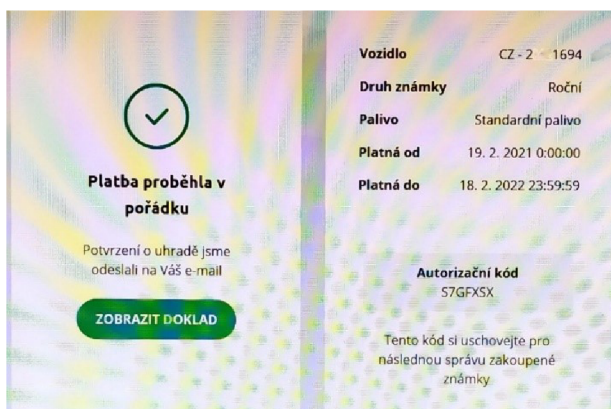 Platba proběhla v
pořádku
Potvrzení o uhradě jsme
odeslali na Váš e-mail
ZOBRAZIT DOKLAD
Vozidlo CZ - 2 1694
Druh známky Roční
Palivo Standardní palivo
Platná od 19. 2. 2021 0:00:00
Platná do 18. 2. 2022 23:59:59
Autorizační kód
S7GFXSX
Tento kód si uschovejte pro
následnou správu zakoupené
známky